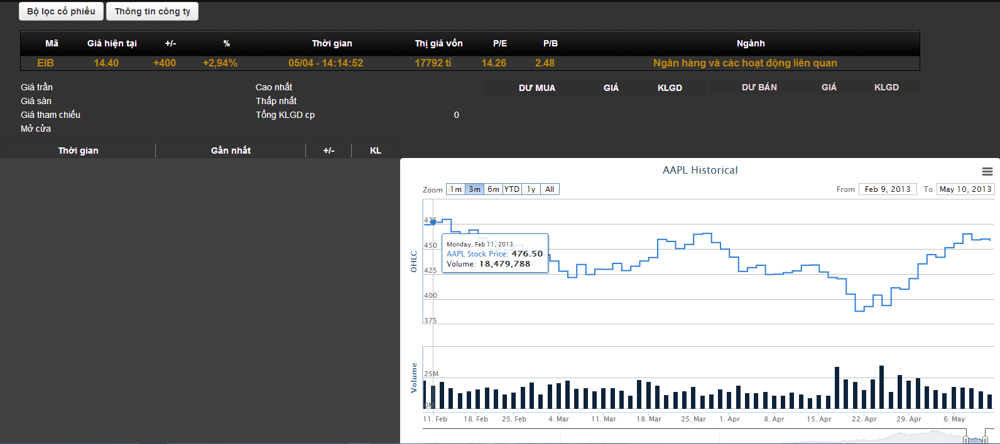 Bộ lọc cổ phiếu Thông tin công ty
Mã Giá hiện tại +/- % Thời gian Thị giá vốn P/E P/B Ngành
EIB 14.40 +400 +2,94% 05/04 - 14:14:52 17792 tỉ 14.26 2.48 Ngân hàng và các hoạt động liên quan
Giá trần Cao nhất DƯ MUA GIÁ KLGD DƯ BÁN GIÁ KLGD
Giá sàn Thấp nhất
Giá tham chiếu Tổng KLGD cp 0
Mở cửa
Thời gian Gần nhất +/- KL
AAPL Historical
Zoom 1m 3m 6m YTD 1y All From Feb 9, 2013 To May 10, 2013
475
450
425
400
375
OHLC
Monday, Feb 11, 2013
AAPL Stock Price: 476.50
Volume: 18,479,788
Volume
25M
0M
11. Feb 18. Feb 25. Feb 4. Mar 11. Mar 18. Mar 25. Mar 1. Apr 8. Apr 15. Apr 22. Apr 29. Apr 6. May